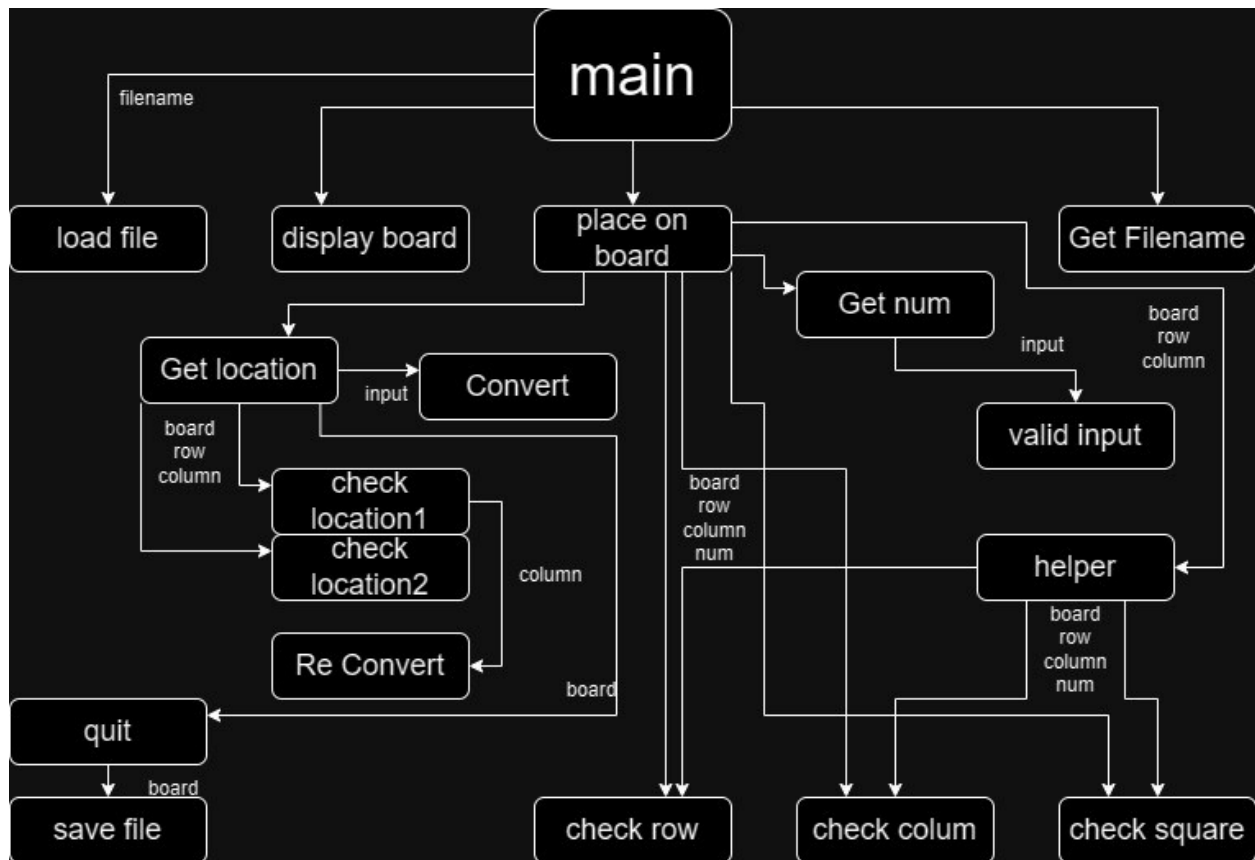 main
filename
load file
display board
place on
board
Get Filename
Get num
board
row
column
input
Get location
input
Convert
valid input
board
row
column
check
location1
check
location2
column
board
row
column
num
helper
board
row
column
num
Re Convert
board
quit
board
save file
check row
check colum
check square